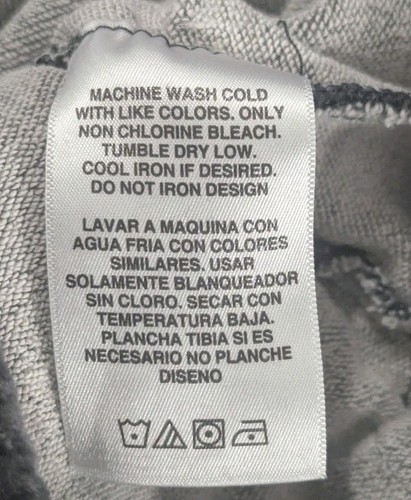 MACHINE WASH COLD
WITH LIKE COLORS. ONLY
NON CHLORINE BLEACH.
TUMBLE DRY LOW.
COOL IRON IF DESIRED.
DO NOT IRON DESIGN
LAVAR A MAQUINA CON
AGUA FRIA CON COLORES
SIMILARES. USAR
SOLAMENTE BLANQUEADOR
SIN CLORO. SECAR CON
TEMPERATURA BAJA.
PLANCHA TIBIA SI ES
NECESARIO NO PLANCHE
DISENO